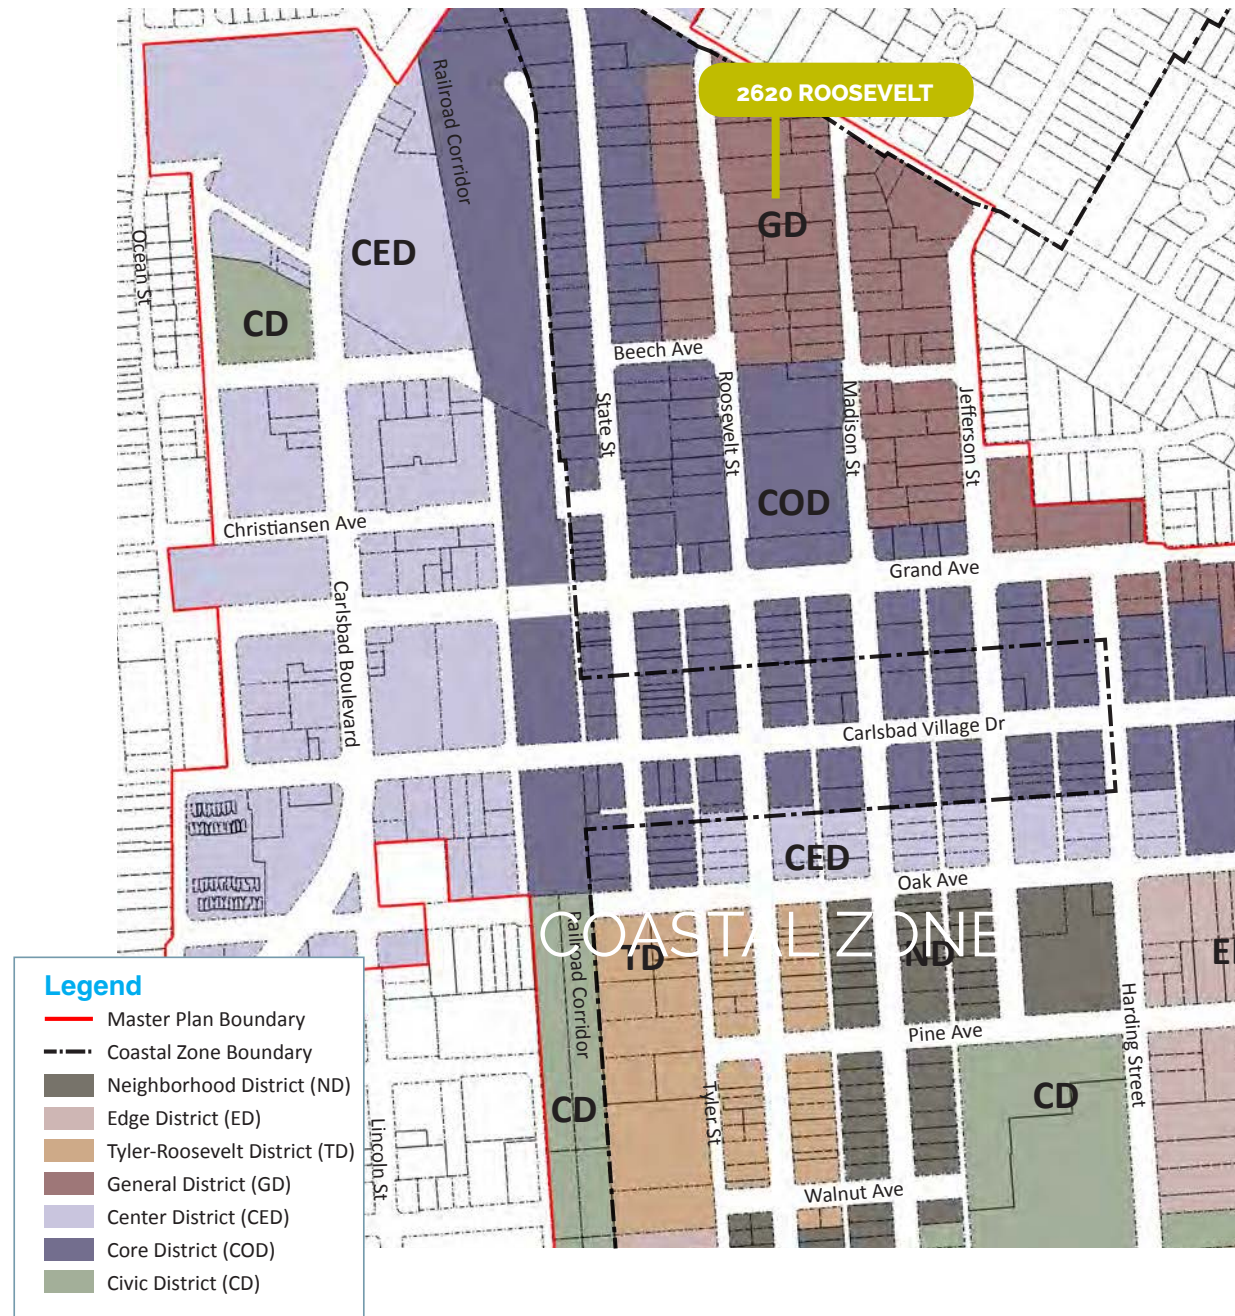 2620 ROOSEVELT
Railroad Corridor
GD
CED
Ocean St
CD
Beech Ave
State St
Roosevelt St
Madison St
Jefferson St
COD
Christiansen Ave
Grand Ave
Carlsbad Boulevard
Carlsbad Village Dr
CED
Oak Ave
COASTAL ZONE
Railroad Corridor
TD
ND
Pine Ave
Harding Street
CD
Tyler St
CD
Lincoln St
Walnut Ave
Legend
Master Plan Boundary
Coastal Zone Boundary
Neighborhood District (ND)
Edge District (ED)
Tyler-Roosevelt District (TD)
General District (GD)
Center District (CED)
Core District (COD)
Civic District (CD)